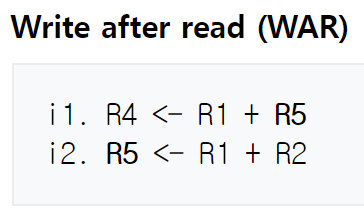 Write after read (WAR)
i1. R4 <- R1 + R5
i2. R5 <- R1 + R2